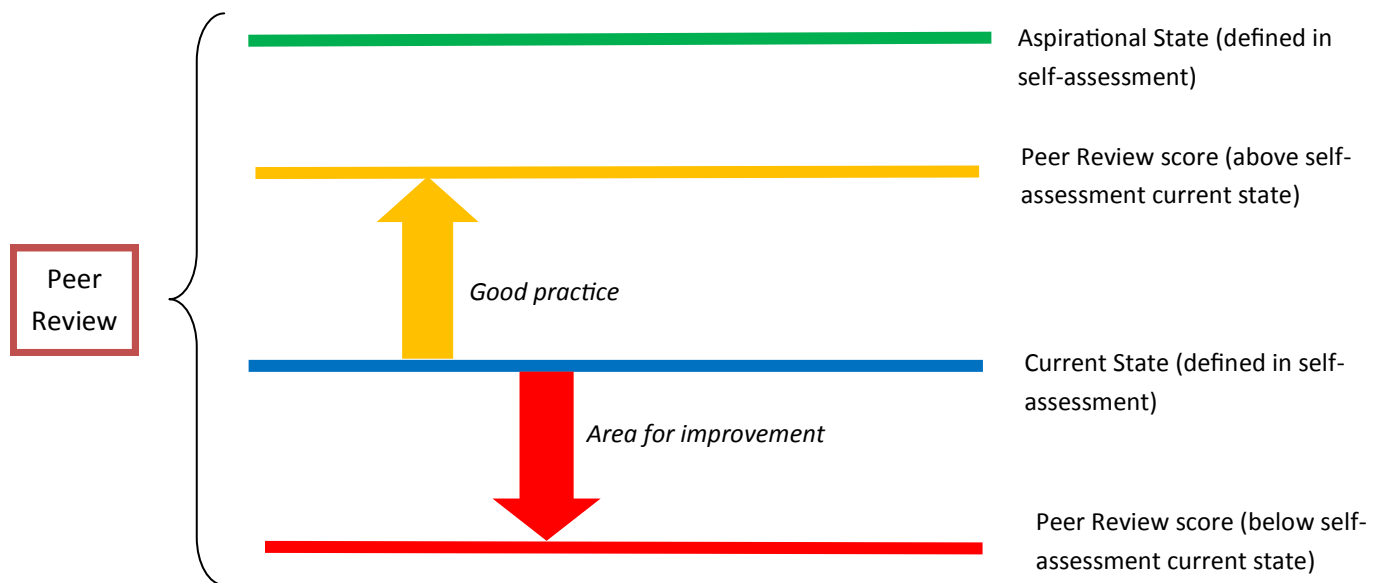 Aspirational State (defined in
self-assessment)
Peer Review score (above self-
assessment current state)
Peer
Review
Good practice
Current State (defined in self-
assessment)
Area for improvement
Peer Review score (below self-
assessment current state)